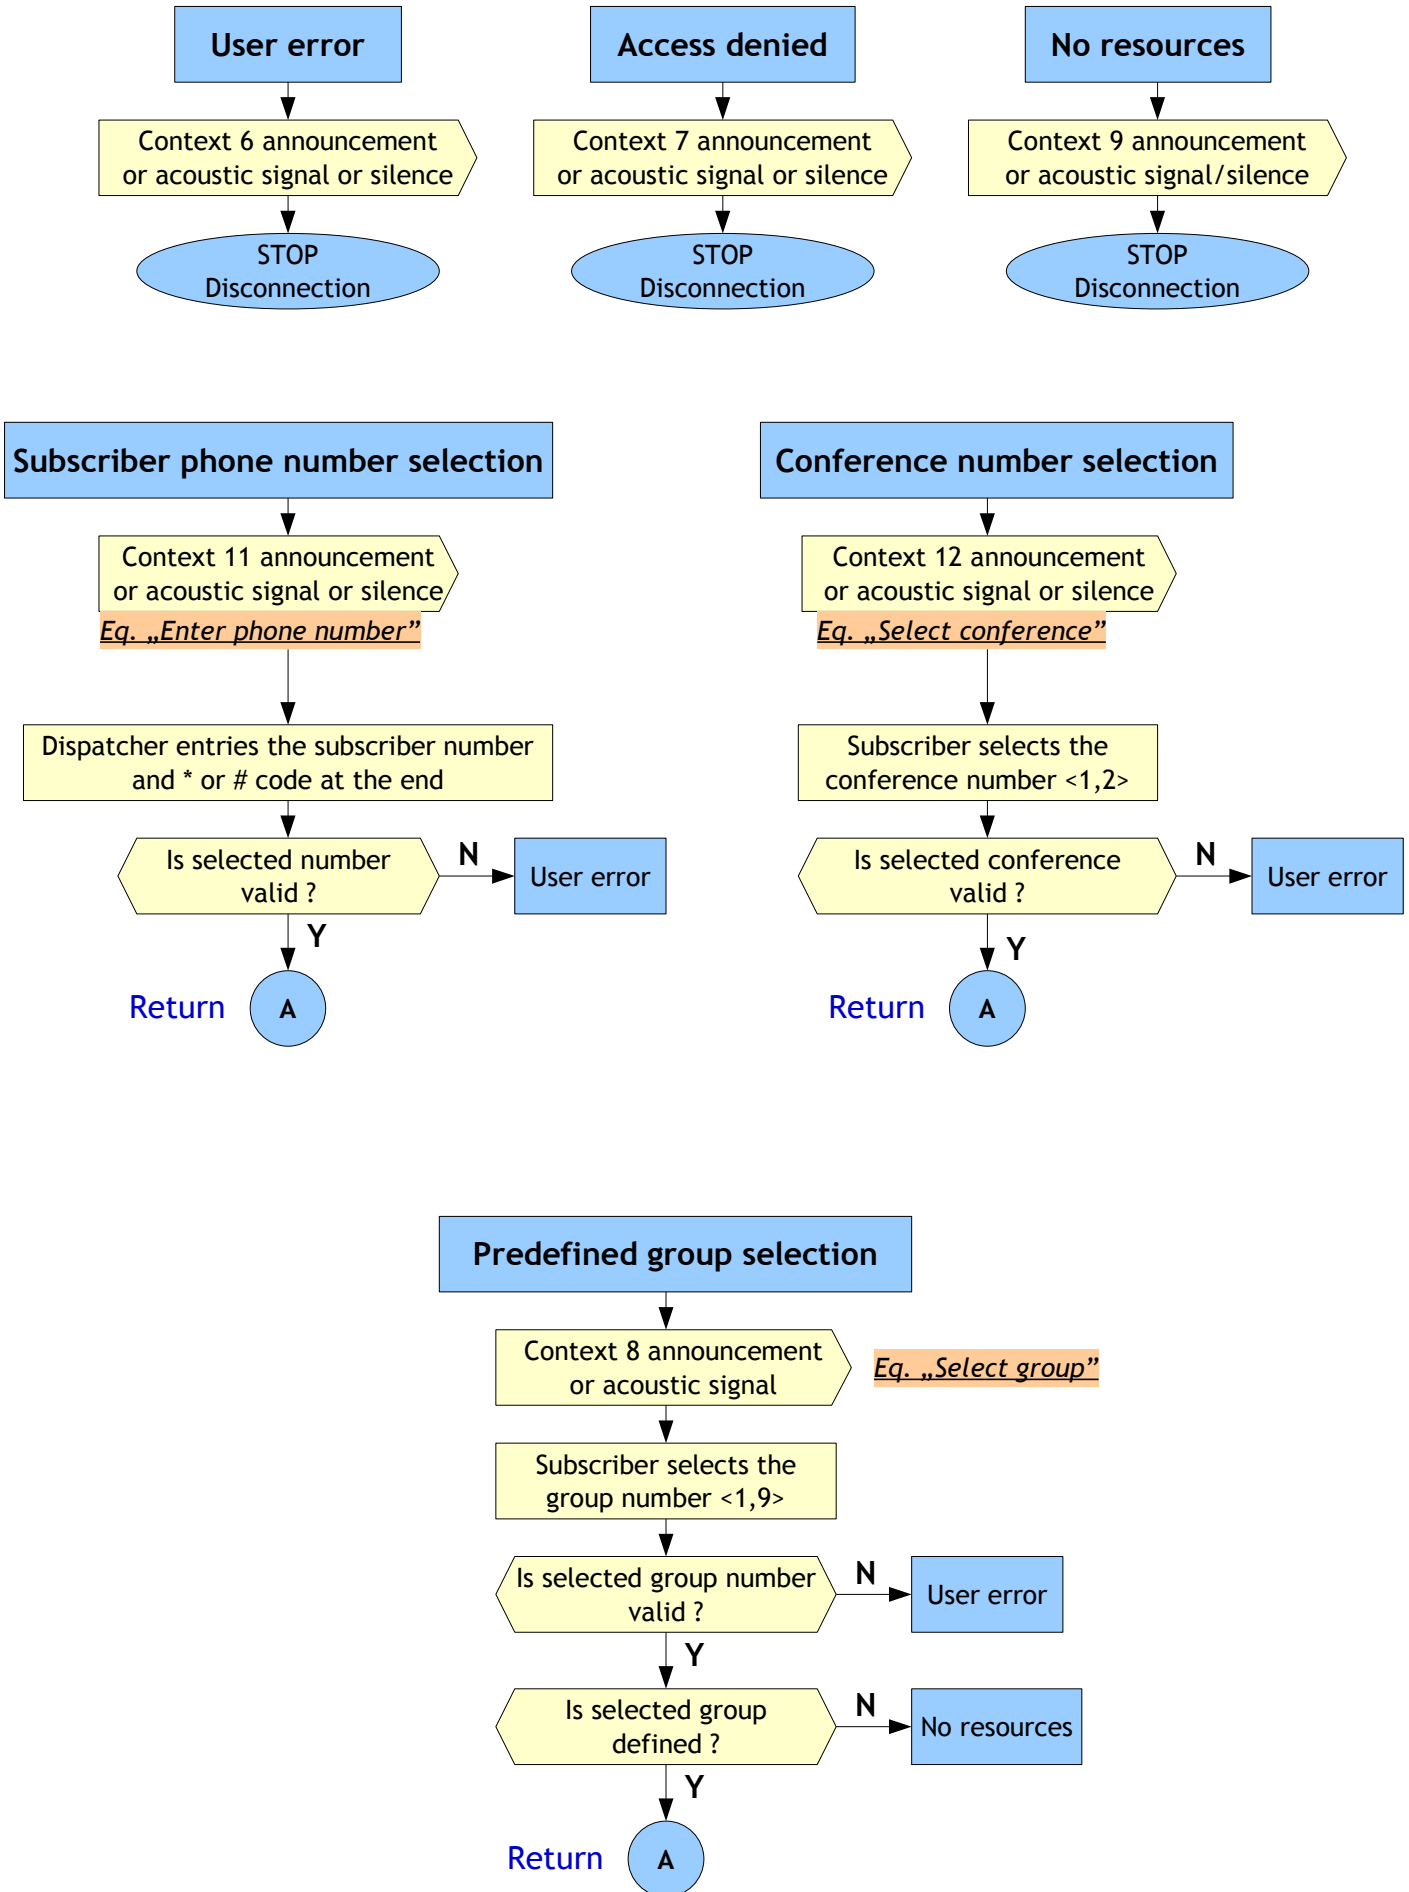 User error
Access denied
No resources
Context 6 announcement
or acoustic signal or silence
Context 7 announcement
or acoustic signal or silence
Context 9 announcement
or acoustic signal/silence
STOP
Disconnection
STOP
Disconnection
STOP
Disconnection
Subscriber phone number selection
Context 11 announcement
or acoustic signal or silence
Eq. „Enter phone number”
Dispatcher entries the subscriber number
and * or # code at the end
Is selected number
valid ?
N
User error
Y
Return
A
Conference number selection
Context 12 announcement
or acoustic signal or silence
Eq. „Select conference”
Subscriber selects the
conference number <1,2>
Is selected conference
valid ?
N
User error
Y
Return
A
Predefined group selection
Context 8 announcement
or acoustic signal
Eq. „Select group”
Subscriber selects the
group number <1,9>
Is selected group number
valid ?
N
User error
Y
Is selected group
defined ?
N
No resources
Y
Return
A